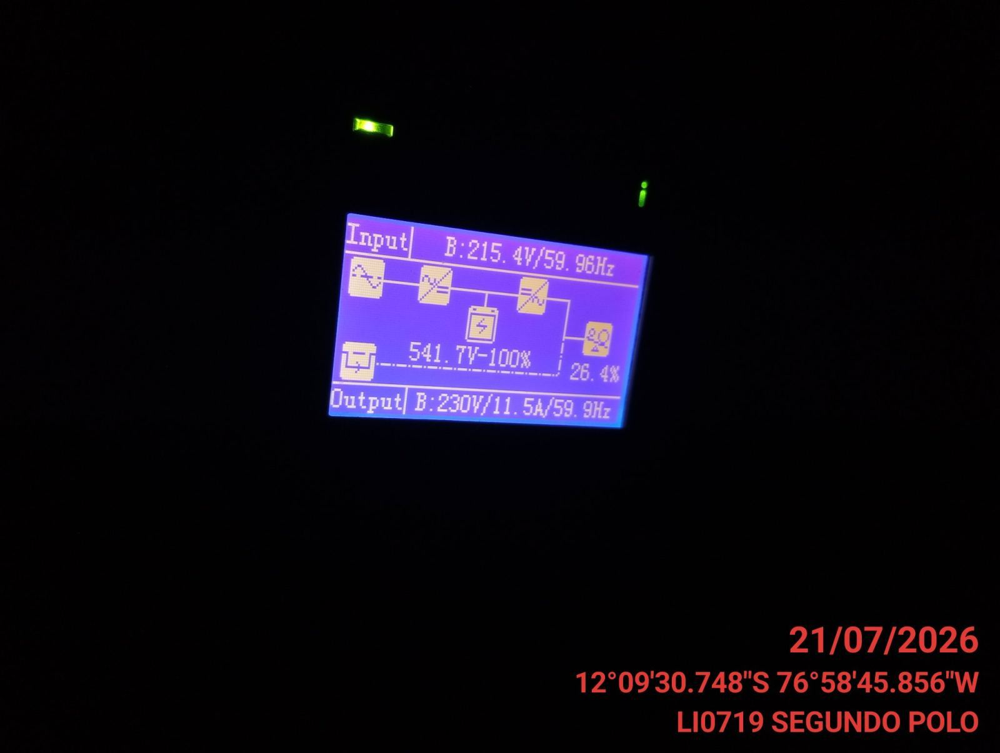 Input B:215.4V/59.96Hz
541.7V-100%
26.4%
Output B:230V/11.5A/59.9Hz
21/07/2026
12°09'30.748"S 76°58'45.856"W
LI0719 SEGUNDO POLO